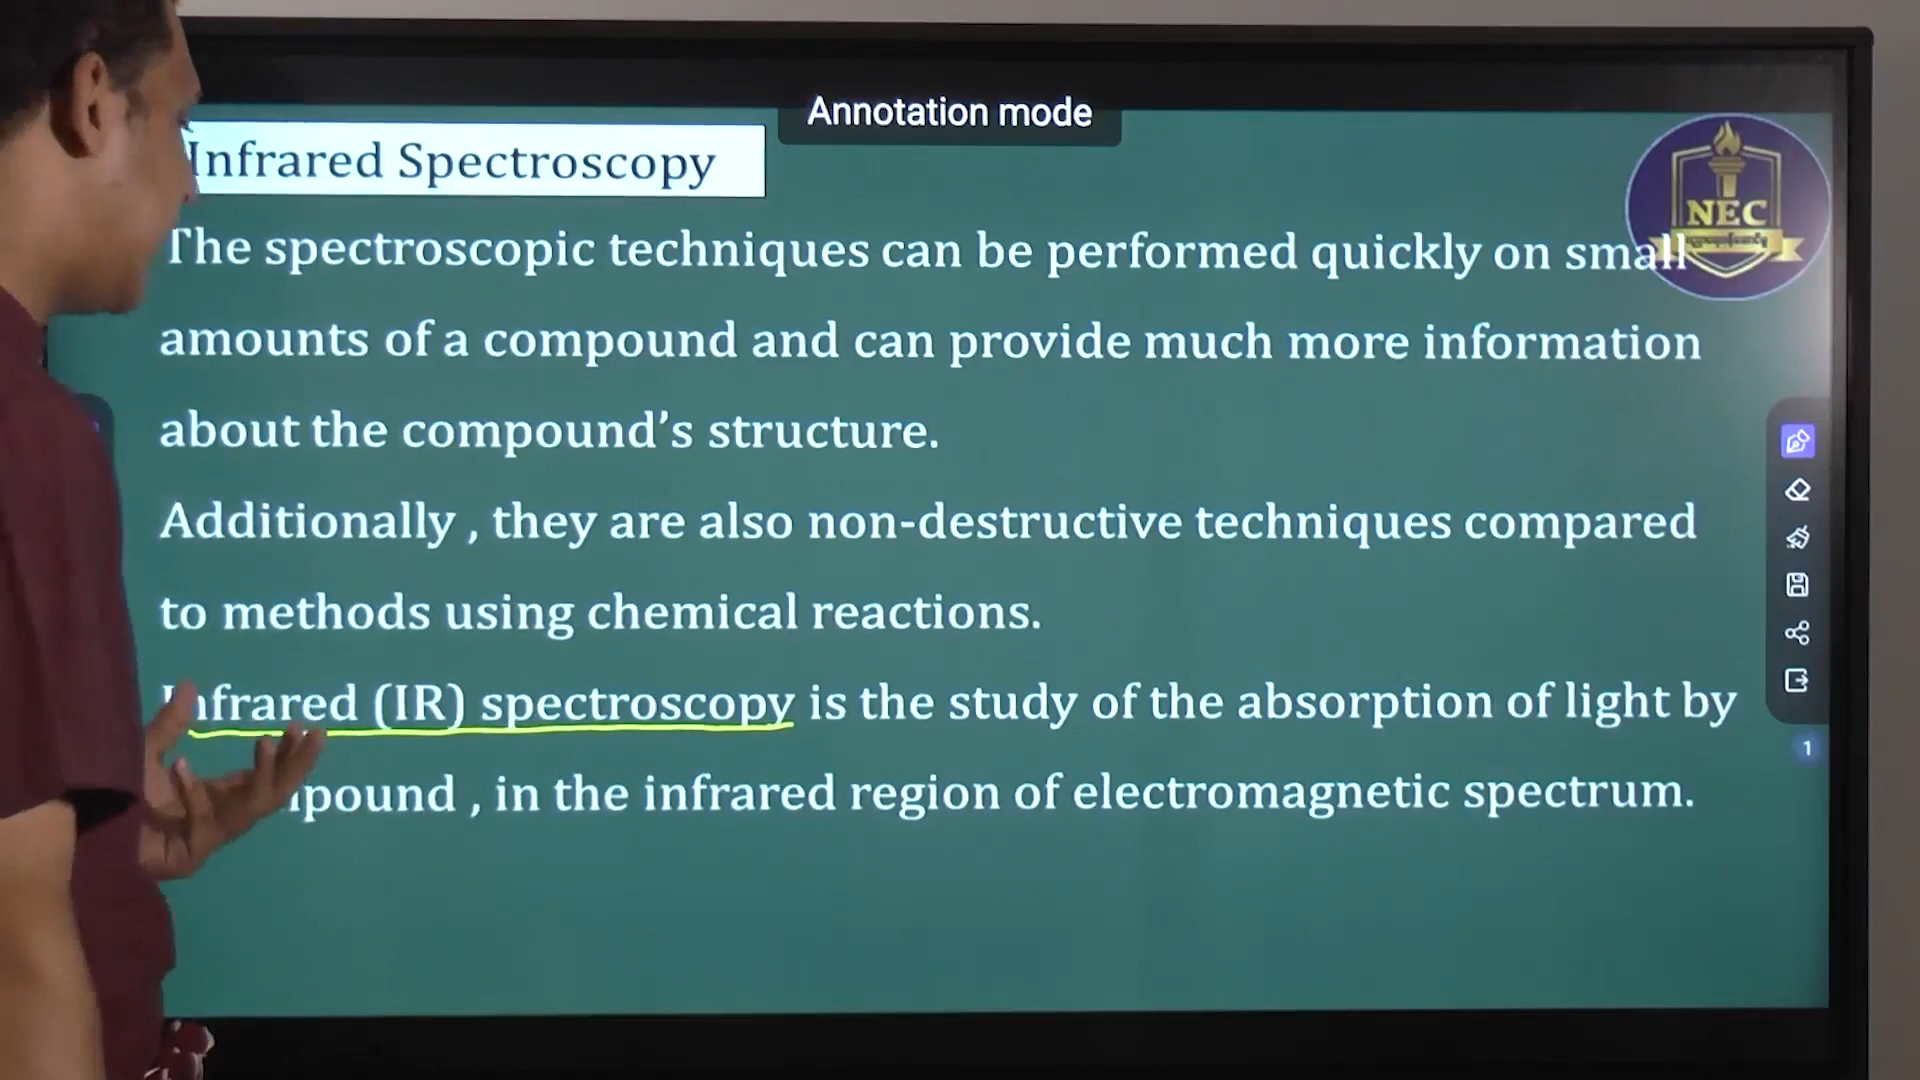 Annotation mode
Infrared Spectroscopy
NEC
The spectroscopic techniques can be performed quickly on small
amounts of a compound and can provide much more information
about the compound's structure.
Additionally , they are also non-destructive techniques compared
to methods using chemical reactions.
Infrared (IR) spectroscopy is the study of the absorption of light by
pound , in the infrared region of electromagnetic spectrum.
1